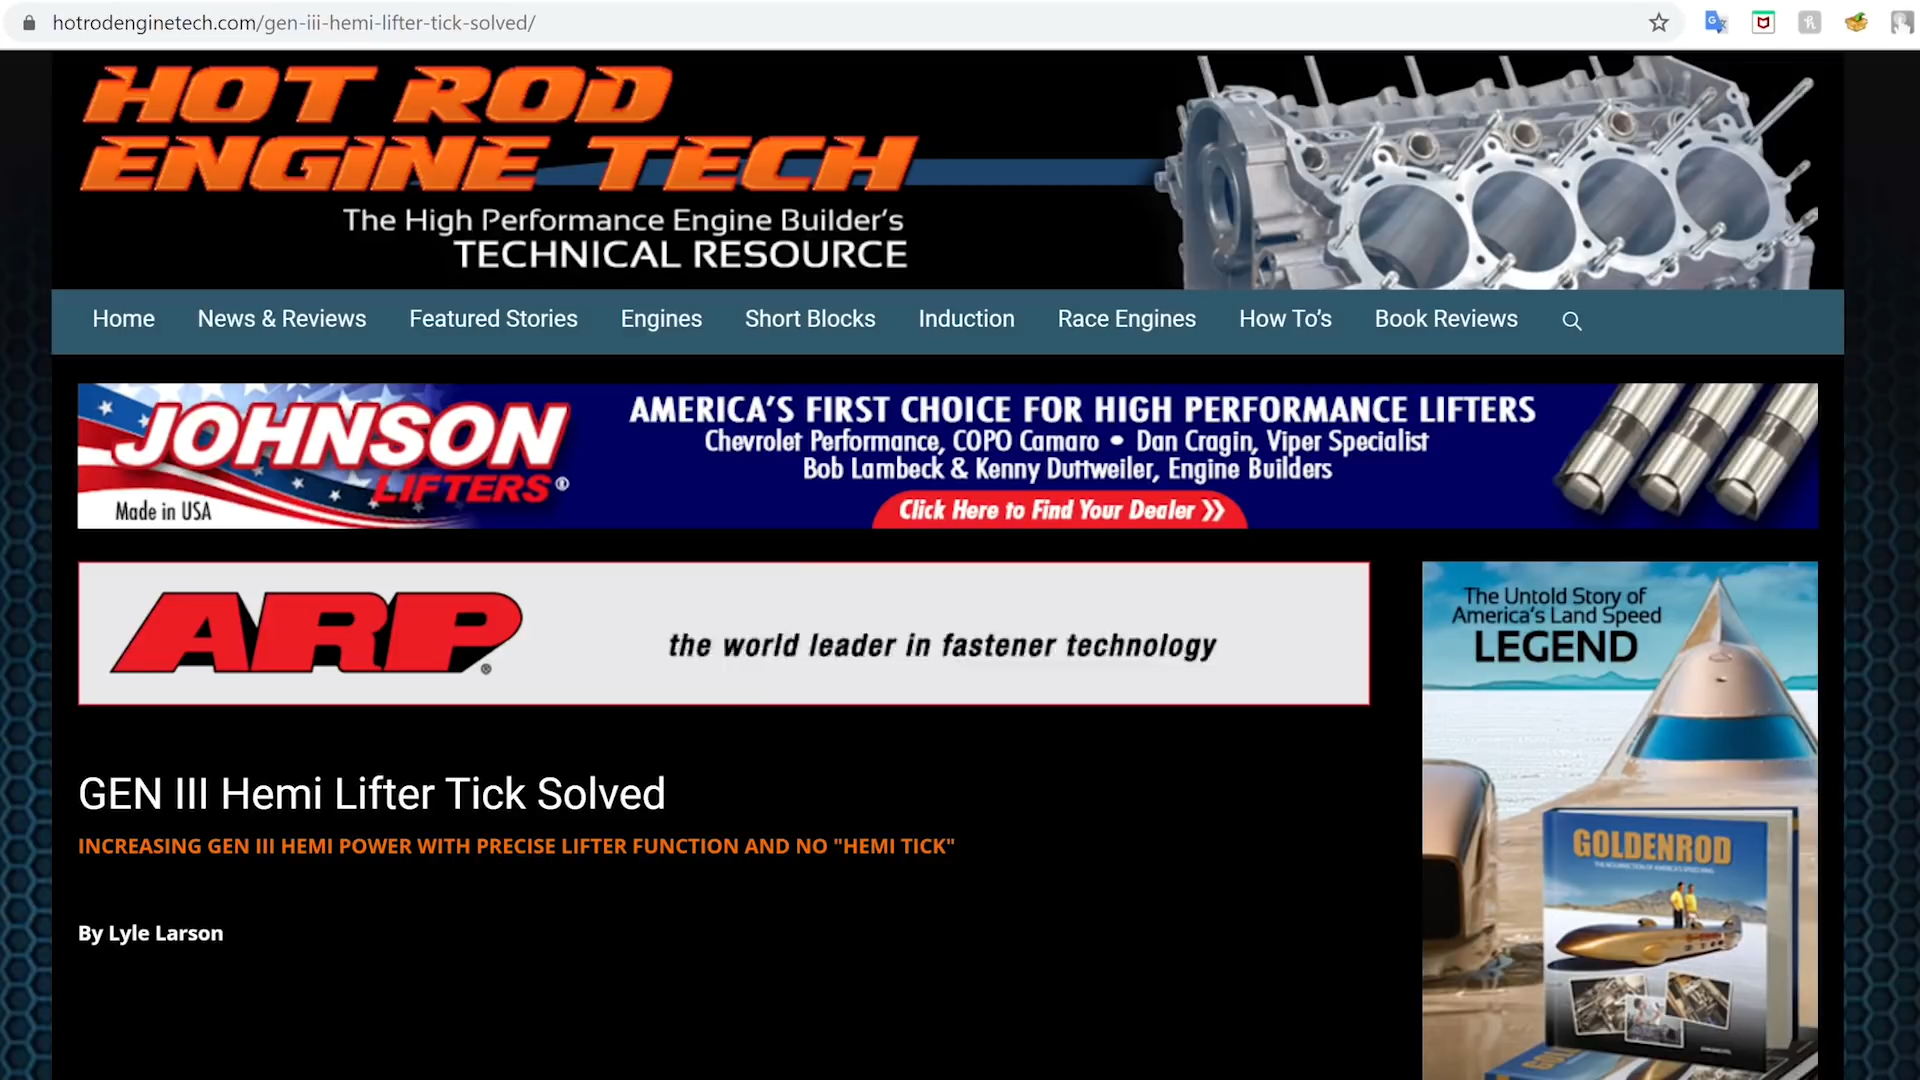 hotrodenginetech.com/gen-iii-hemi-lifter-tick-solved/
HOT ROD
ENGINE TECH
The High Performance Engine Builder's
TECHNICAL RESOURCE
Home News & Reviews Featured Stories Engines Short Blocks Induction Race Engines How To's Book Reviews
JOHNSON
LIFTERS®
Made in USA
AMERICA'S FIRST CHOICE FOR HIGH PERFORMANCE LIFTERS
Chevrolet Performance, COPO Camaro • Dan Cragin, Viper Specialist
Bob Lambeck & Kenny Duttweiler, Engine Builders
Click Here to Find Your Dealer »
ARP®
the world leader in fastener technology
The Untold Story of
America's Land Speed
LEGEND
GOLDENROD
GEN III Hemi Lifter Tick Solved
INCREASING GEN III HEMI POWER WITH PRECISE LIFTER FUNCTION AND NO "HEMI TICK"
By Lyle Larson